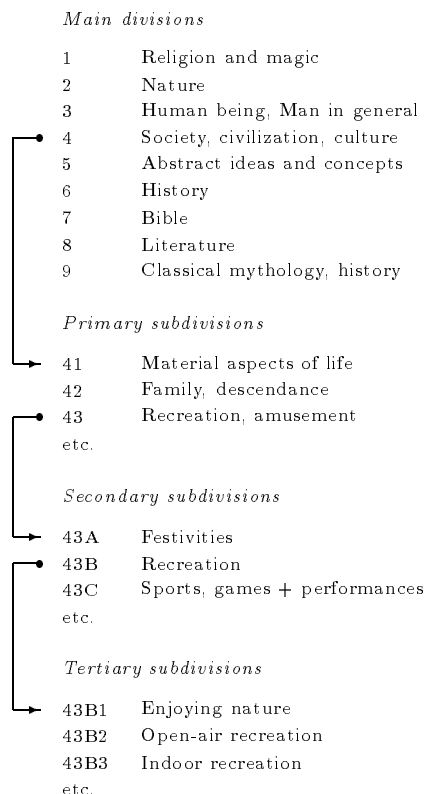 Main divisions
1 Religion and magic
2 Nature
3 Human being, Man in general
4 Society, civilization, culture
5 Abstract ideas and concepts
6 History
7 Bible
8 Literature
9 Classical mythology, history
Primary subdivisions
41 Material aspects of life
42 Family, descendance
43 Recreation, amusement
etc.
Secondary subdivisions
43A Festivities
43B Recreation
43C Sports, games + performances
etc.
Tertiary subdivisions
43B1 Enjoying nature
43B2 Open-air recreation
43B3 Indoor recreation
etc.